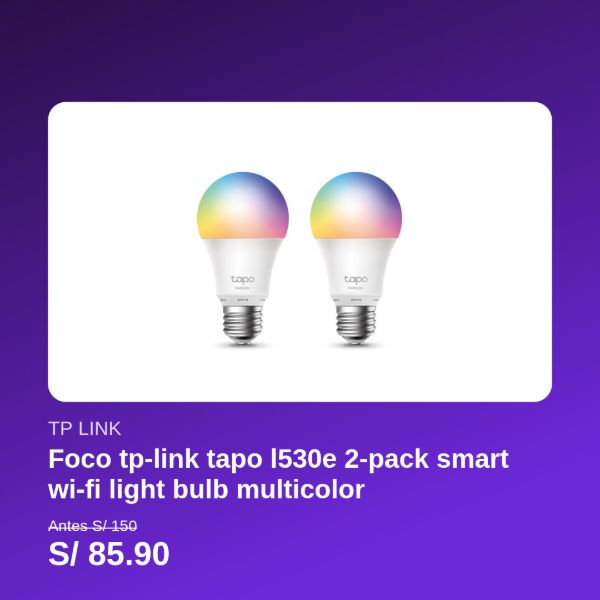 tapo
tapo
TP LINK
Foco tp-link tapo l530e 2-pack smart
wi-fi light bulb multicolor
Antes S/ 150
S/ 85.90